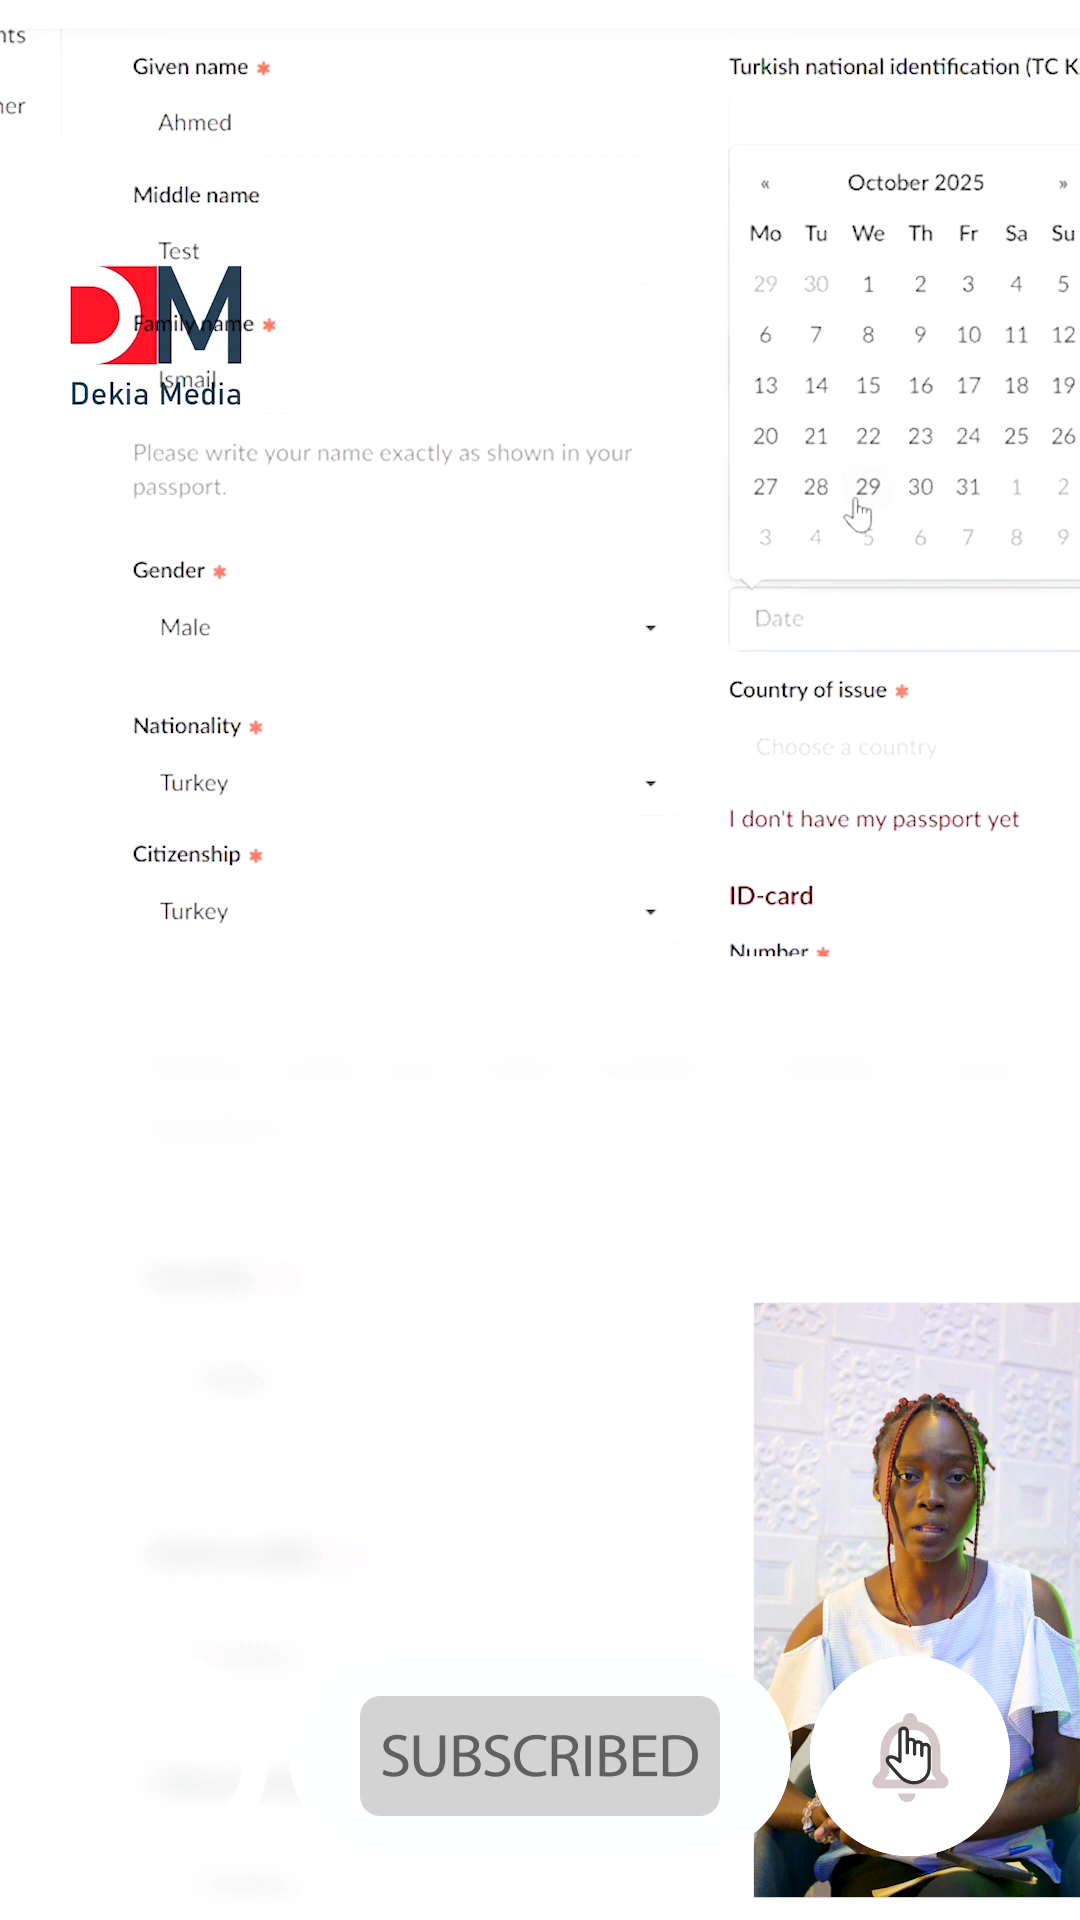 nts
ner
Given name *
Ahmed
Middle name
Test
Family name *
Ismail
DM
Dekia Media
Please write your name exactly as shown in your
passport.
Gender *
Male
Nationality *
Turkey
Citizenship *
Turkey
Turkish national identification (TC K
« October 2025 »
Mo Tu We Th Fr Sa Su
29 30 1 2 3 4 5
6 7 8 9 10 11 12
13 14 15 16 17 18 19
20 21 22 23 24 25 26
27 28 29 30 31 1 2
3 4 5 6 7 8 9
Date
Country of issue *
Choose a country
I don't have my passport yet
ID-card
Number *
SUBSCRIBED